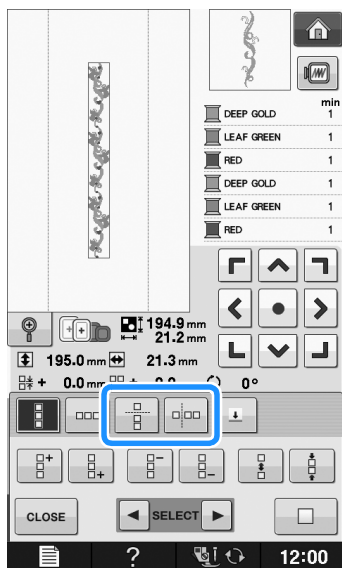 min
DEEP GOLD 1
LEAF GREEN 1
RED 1
DEEP GOLD 1
LEAF GREEN 1
RED 1
194.9 mm
21.2 mm
195.0 mm 21.3 mm
+ 0.0 mm + 0°
CLOSE
SELECT
? 12:00